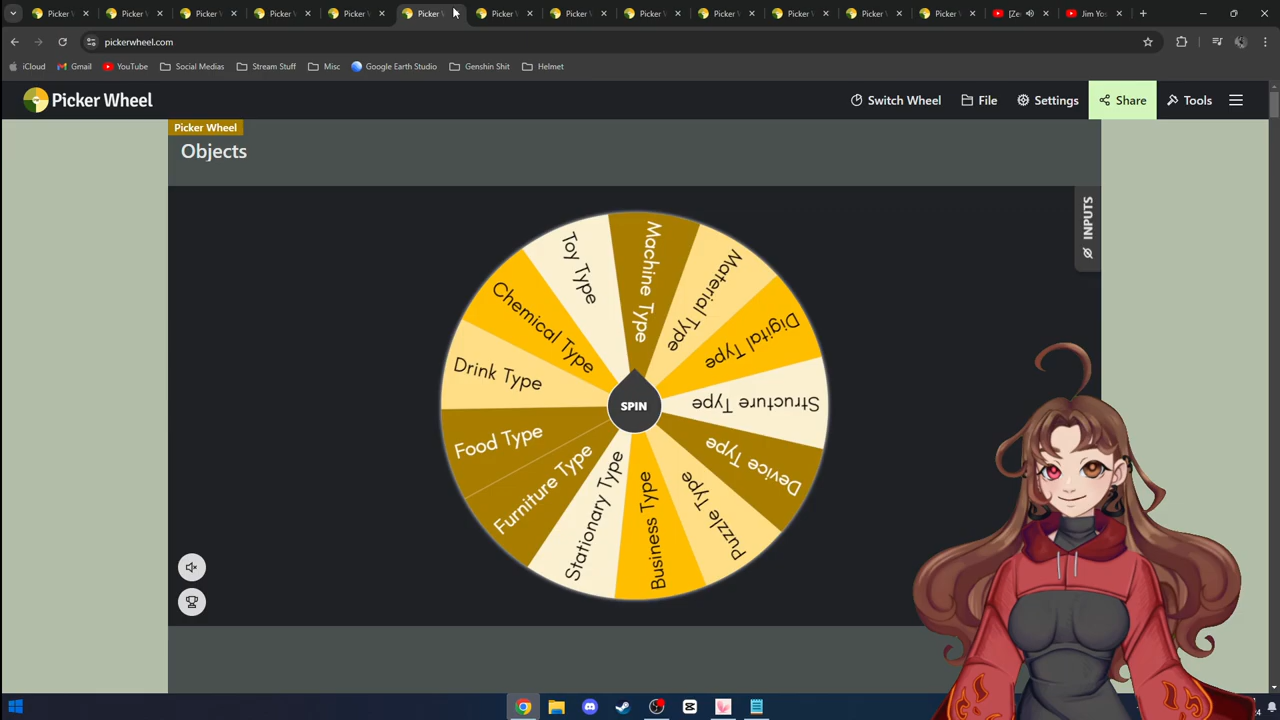 Picker W
Picker W
Picker W
Picker W
Picker W
Picker
Picker W
Picker W
Picker W
Picker W
Picker W
Picker W
Picker W
Jim Yo
pickerwheel.com
iCloud
Gmail
YouTube
Social Medias
Stream Stuff
Misc
Google Earth Studio
Genshin Shit
Helmet
Picker Wheel
Switch Wheel
File
Settings
Share
Tools
Picker Wheel
Objects
INPUTS
Toy Type
Machine Type
Material Type
Digital Type
Structure Type
Device Type
Puzzle Type
Business Type
Stationary Type
Furniture Type
Food Type
Drink Type
Chemical Type
SPIN